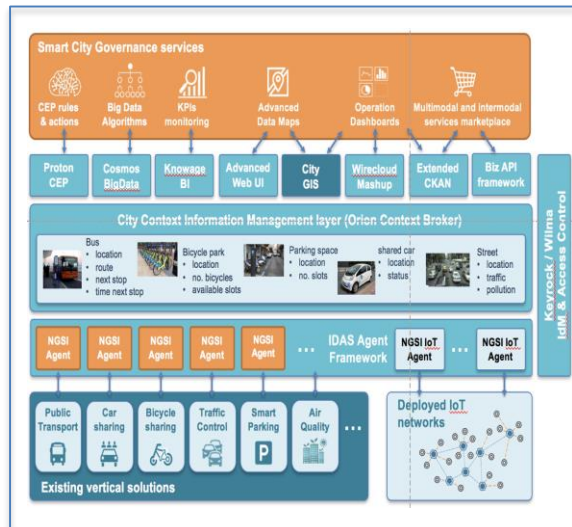 Smart City Governance services
CEP rules
& actions
Big Data
Algorithms
KPIs
monitoring
Advanced
Data Maps
Operation
Dashboards
Multimodal and intermodal
services marketplace
Proton
CEP
Cosmos
BigData
Knowage
BI
Advanced
Web UI
City
GIS
Wirecloud
Mashup
Extended
CKAN
Biz API
framework
Keyrock / Wilma
IdM & Access Control
City Context Information Management layer (Orion Context Broker)
Bus
• location
• route
• next stop
• time next stop
Bicycle park
• location
• no. bicycles
• available slots
Parking space
• location
• no. slots
shared car
• location
• status
Street
• location
• traffic
• pollution
NGSI
Agent
NGSI
Agent
NGSI
Agent
NGSI
Agent
NGSI
Agent
...
IDAS Agent
Framework
NGSI IoT
Agent
...
NGSI IoT
Agent
Public
Transport
Car
sharing
Bicycle
sharing
Traffic
Control
Smart
Parking
P
Air
Quality
...
Existing vertical solutions
Deployed IoT
networks